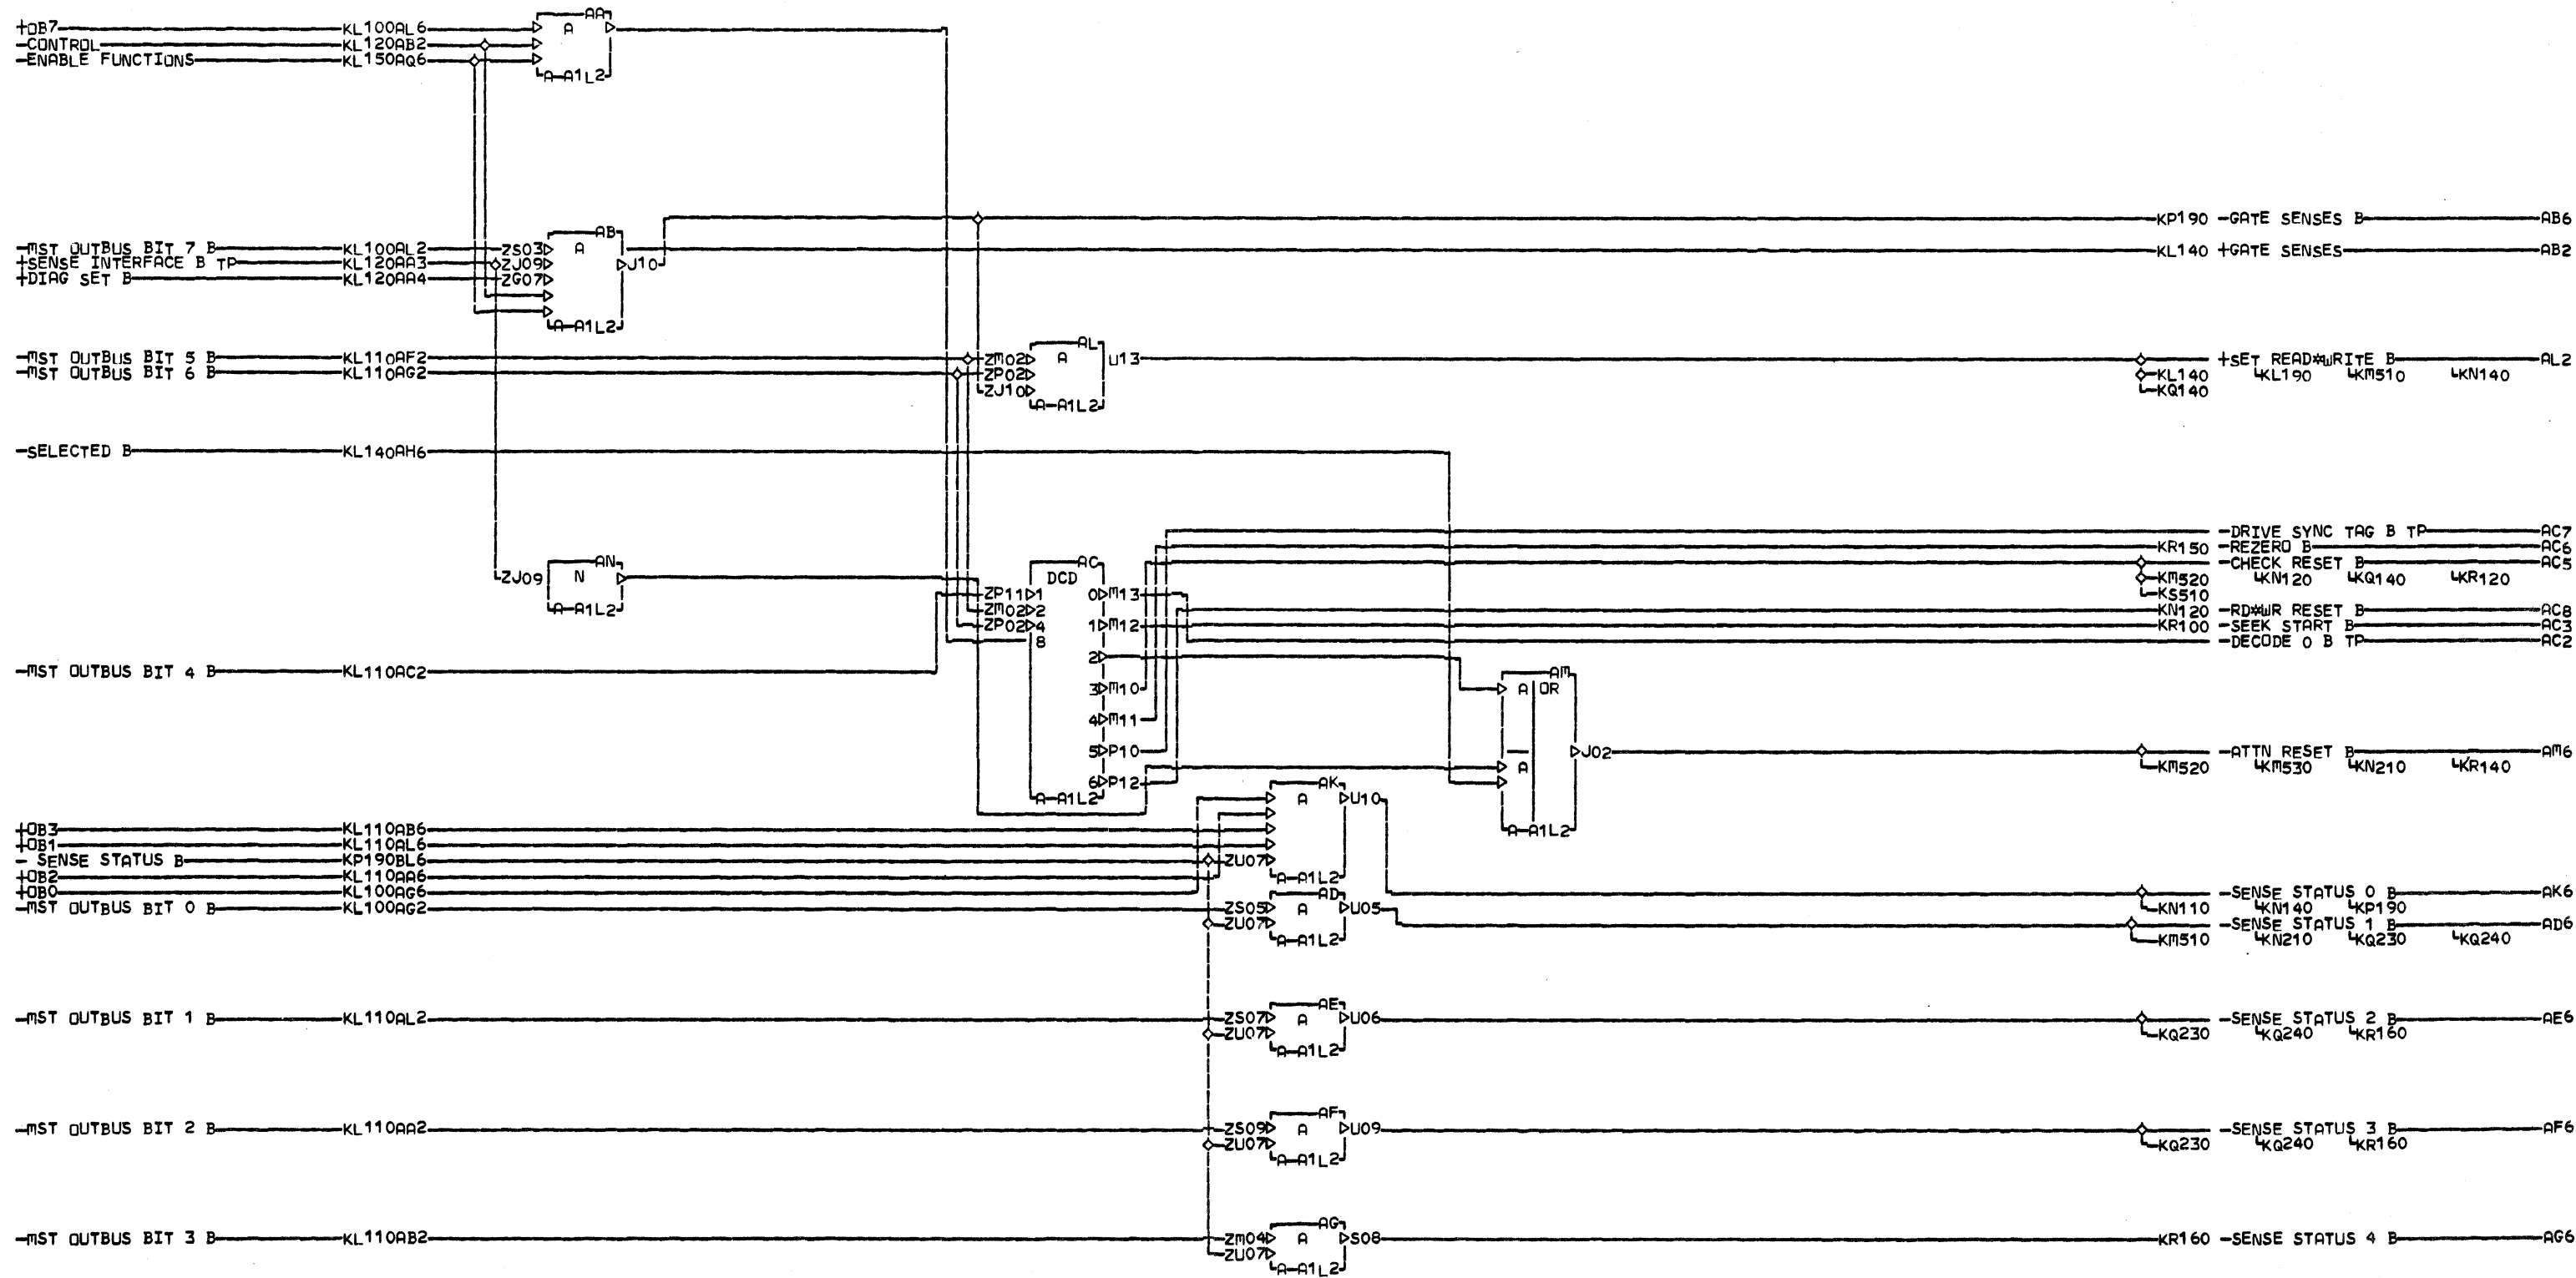 AA
+OB7 KL100AL6 A
-CONTROL KL120AB2
-ENABLE FUNCTIONS KL150AQ6
A-A1L2
KP190 -GATE SENSES B AB6
AB
-MST OUTBUS BIT 7 B KL100AL2 ZS03 A KL140 +GATE SENSES AB2
+SENSE INTERFACE B TP KL120AA3 ZJ09 J10
+DIAG SET B KL120AA4 ZG07
A-A1L2
AL
-MST OUTBUS BIT 5 B KL110AF2 ZM02 A U13 +SET READ*WRITE B AL2
-MST OUTBUS BIT 6 B KL110AG2 ZP02 KL140 KL190 KM510 KN140
ZJ10 KQ140
A-A1L2
-SELECTED B KL140AH6
-DRIVE SYNC TAG B TP AC7
KR150 -REZERO B AC6
AN AC -CHECK RESET B AC5
ZJ09 N DCD KM520 KN120 KQ140 KR120
ZP11 1 0 M13 KS510
A-A1L2 ZM02 2 KN120 -RD*WR RESET B AC8
ZP02 4 1 M12 KR100 -SEEK START B AC3
8 -DECODE 0 B TP AC2
2
-MST OUTBUS BIT 4 B KL110AC2 AM
3 M10 A OR
4 M11
5 P10 J02 -ATTN RESET B AM6
A KM520 KM530 KN210 KR140
6 P12 AK
A-A1L2 A U10
+OB3 KL110AB6 A-A1L2
+OB1 KL110AL6
- SENSE STATUS B KP190BL6 ZU07
+OB2 KL110AA6 A-A1L2
+OB0 KL100AG6 AD -SENSE STATUS 0 B AK6
-MST OUTBUS BIT 0 B KL100AG2 ZS05 A U05 KN110 KN140 KP190
ZU07 -SENSE STATUS 1 B AD6
A-A1L2 KM510 KN210 KQ230 KQ240
AE
-MST OUTBUS BIT 1 B KL110AL2 ZS07 A U06 -SENSE STATUS 2 B AE6
ZU07 KQ230 KQ240 KR160
A-A1L2
AF
-MST OUTBUS BIT 2 B KL110AA2 ZS09 A U09 -SENSE STATUS 3 B AF6
ZU07 KQ230 KQ240 KR160
A-A1L2
AG
-MST OUTBUS BIT 3 B KL110AB2 ZM04 A S08 KR160 -SENSE STATUS 4 B AG6
ZU07
A-A1L2